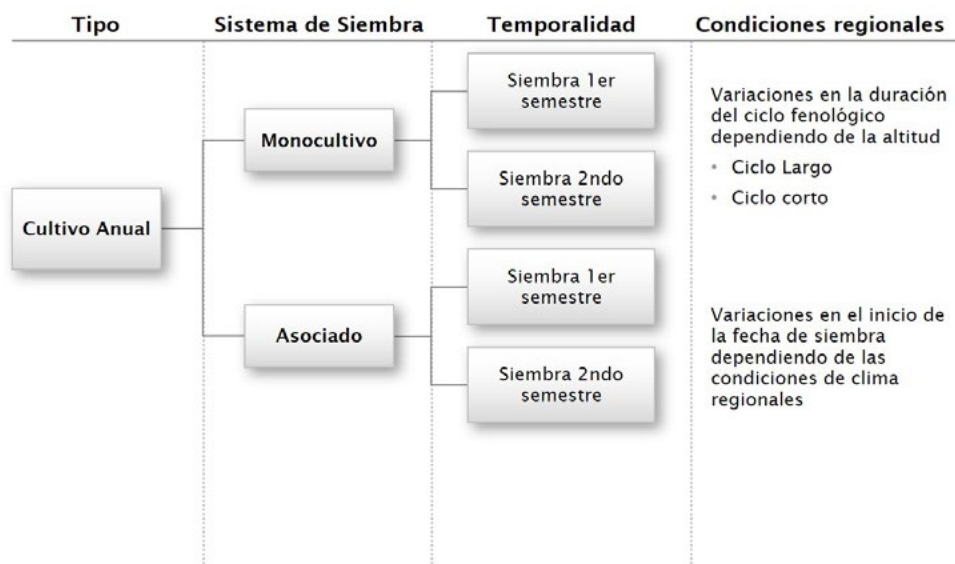 Tipo
Sistema de Siembra
Temporalidad
Condiciones regionales
Cultivo Anual
Monocultivo
Asociado
Siembra 1er
semestre
Siembra 2ndo
semestre
Siembra 1er
semestre
Siembra 2ndo
semestre
Variaciones en la duración
del ciclo fenológico
dependiendo de la altitud
• Ciclo Largo
• Ciclo corto
Variaciones en el inicio de
la fecha de siembra
dependiendo de las
condiciones de clima
regionales